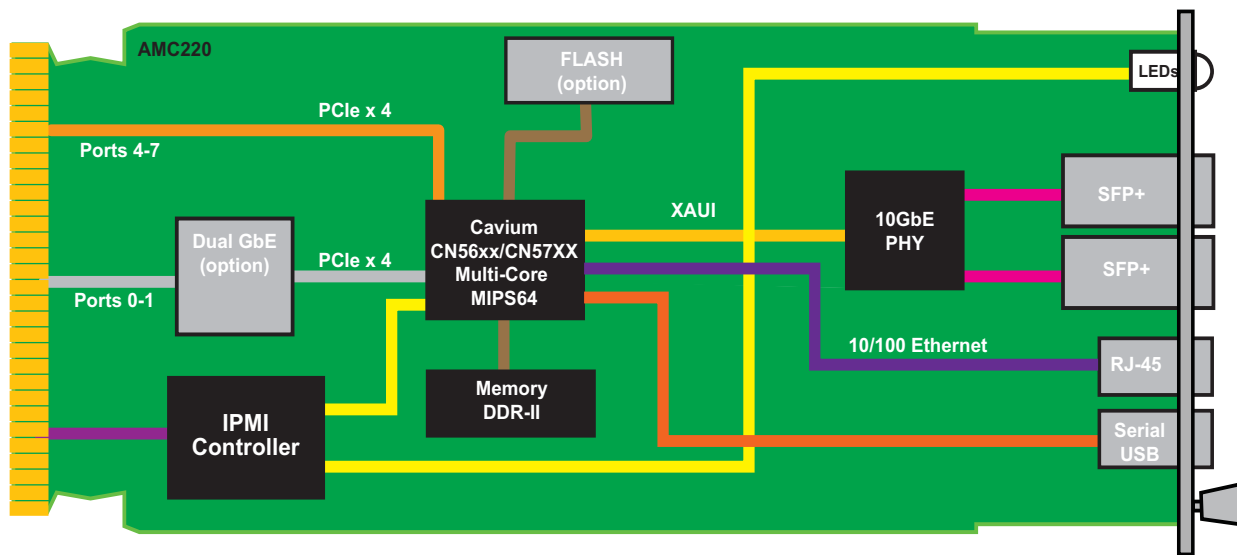 AMC220
FLASH
(option)
LEDs
PCIe x 4
Ports 4-7
SFP+
XAUI
10GbE
PHY
Cavium
CN56xx/CN57XX
Multi-Core
MIPS64
Dual GbE
(option)
PCIe x 4
SFP+
Ports 0-1
10/100 Ethernet
RJ-45
Memory
DDR-II
IPMI
Controller
Serial
USB